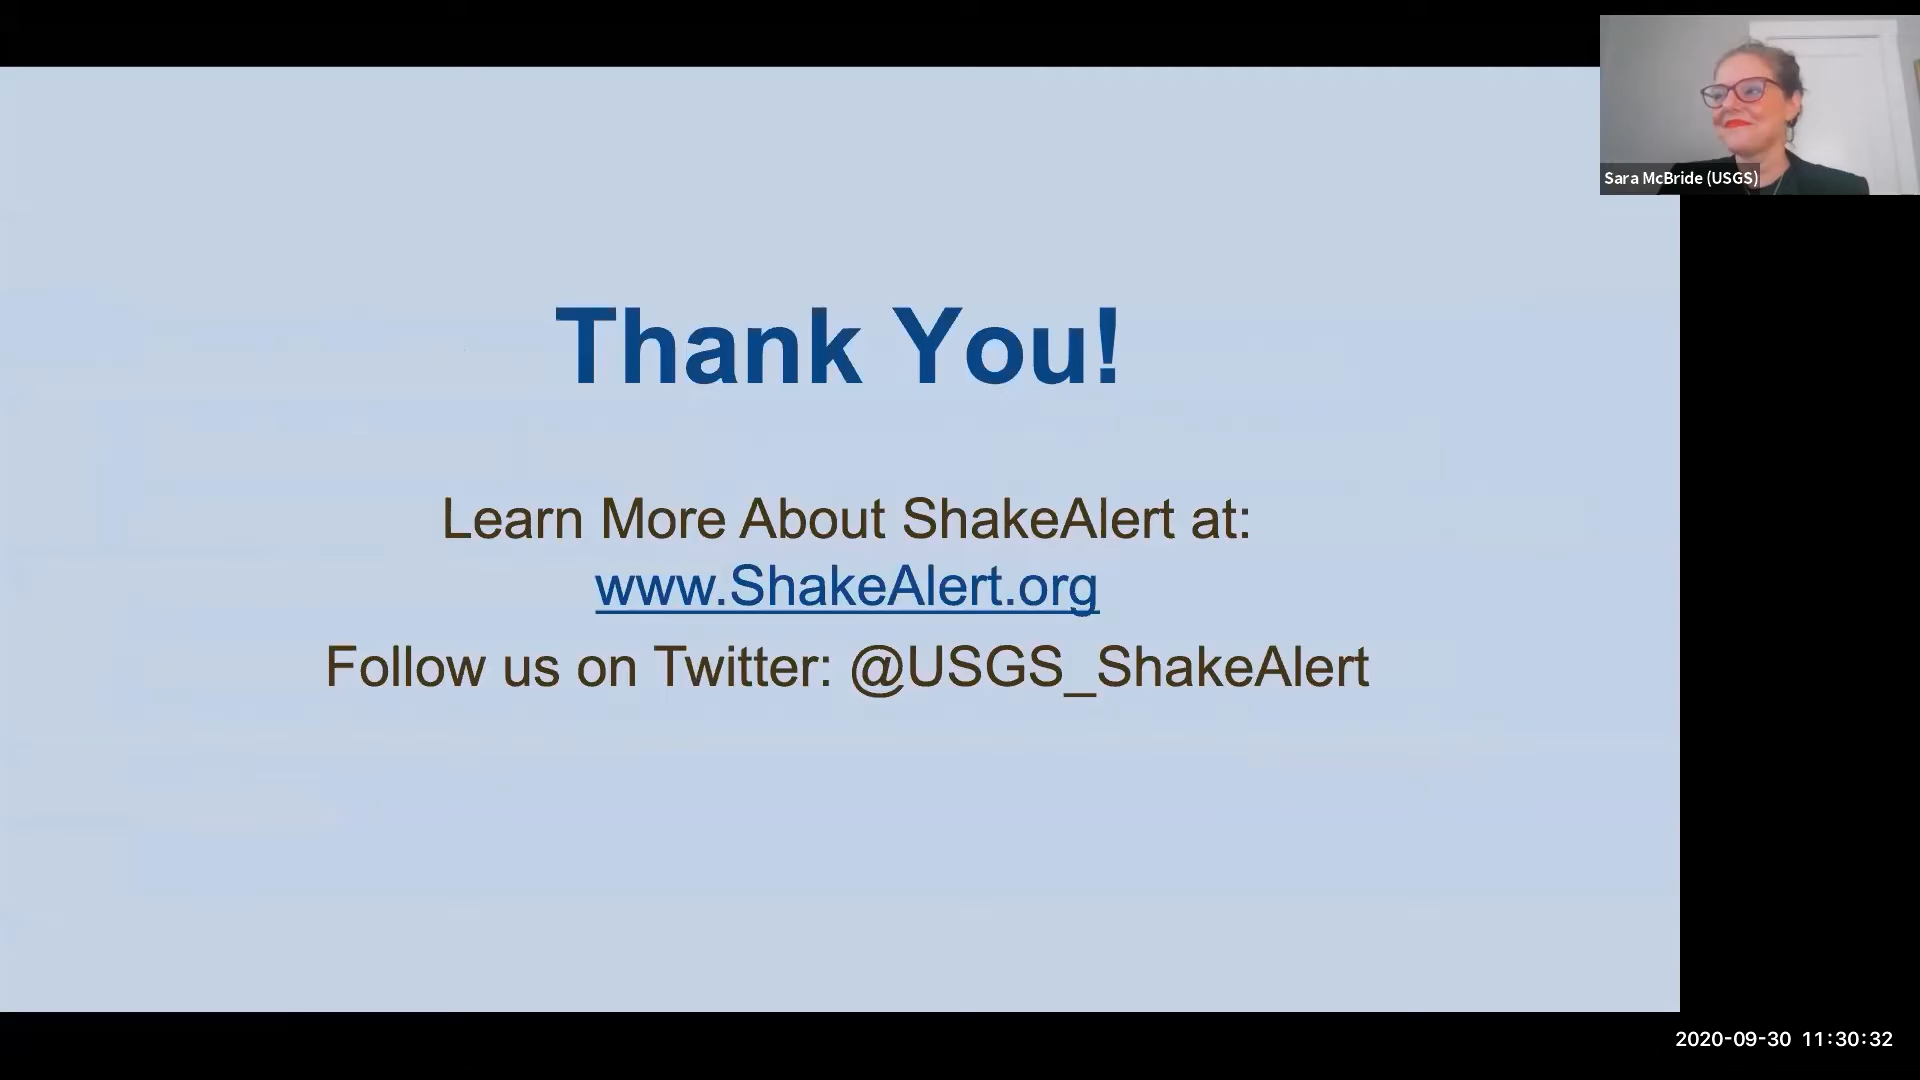 Sara McBride (USGS)
Thank You!
Learn More About ShakeAlert at:
www.ShakeAlert.org
Follow us on Twitter: @USGS_ShakeAlert
2020-09-30 11:30:32